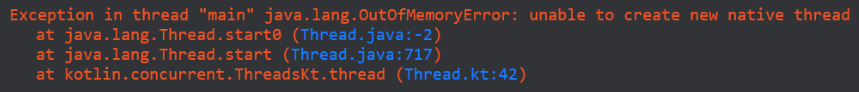 Exception in thread "main" java.lang.OutOfMemoryError: unable to create new native thread
at java.lang.Thread.start0 (Thread.java:-2)
at java.lang.Thread.start (Thread.java:717)
at kotlin.concurrent.ThreadsKt.thread (Thread.kt:42)